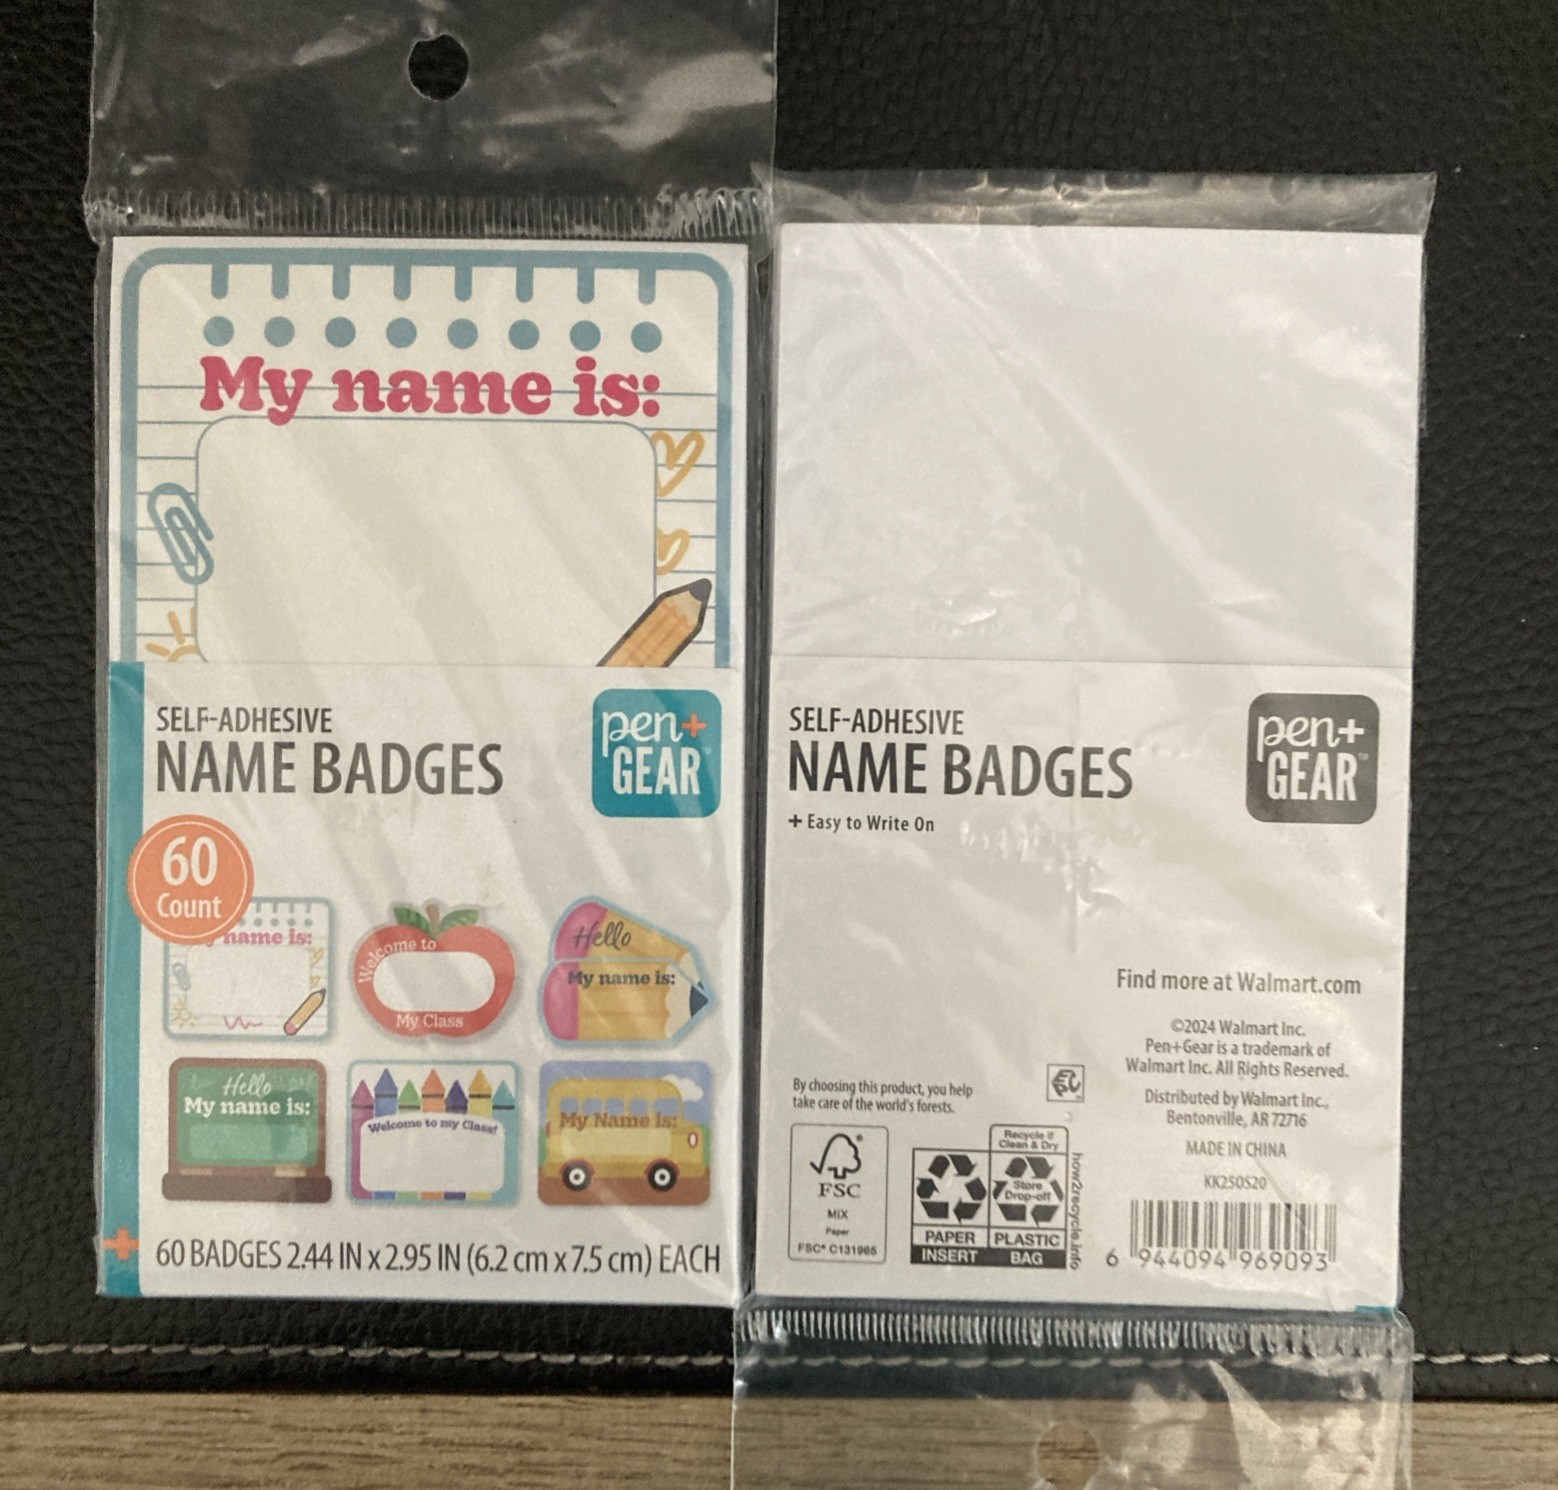 My name is:
SELF-ADHESIVE
NAME BADGES
pen+
GEAR™
60
Count
name is:
Welcome to
My Class
Hello
My name is:
Hello
My name is:
Welcome to my Class!
My Name is:
60 BADGES 2.44 IN x 2.95 IN (6.2 cm x 7.5 cm) EACH
SELF-ADHESIVE
NAME BADGES
+ Easy to Write On
pen+
GEAR™
Find more at Walmart.com
©2024 Walmart Inc.
Pen+Gear is a trademark of
Walmart Inc. All Rights Reserved.
Distributed by Walmart Inc.,
Bentonville, AR 72716
MADE IN CHINA
KK250520
6 944094 969093
By choosing this product, you help
take care of the world's forests.
FSC®
MIX
Paper
FSC® C131965
Recycle if
Clean & Dry
Store
Drop-off
PAPER
INSERT
PLASTIC
BAG
how2recycle.info